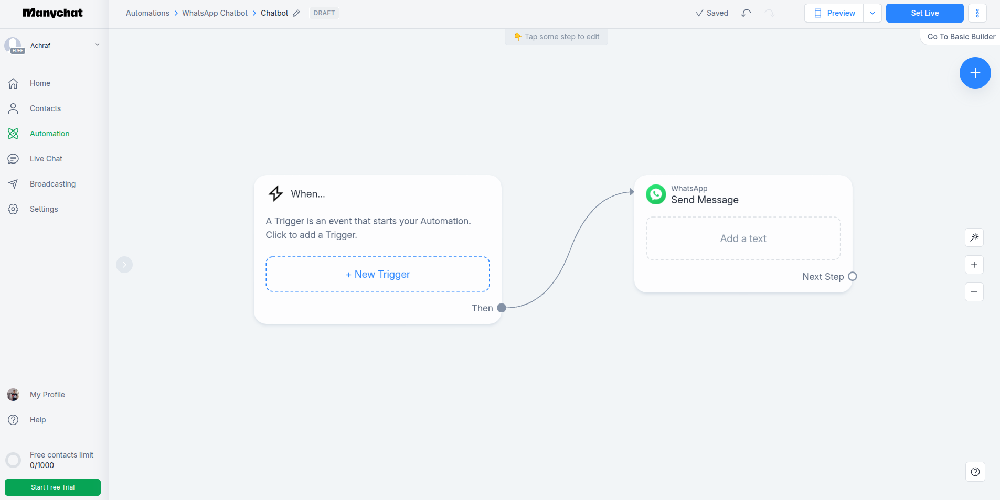 Manychat
Automations > WhatsApp Chatbot > Chatbot DRAFT
Saved
Preview
Set Live
👇 Tap some step to edit
Go To Basic Builder
FREE
Achraf
Home
Contacts
Automation
Live Chat
Broadcasting
Settings
When...
A Trigger is an event that starts your Automation.
Click to add a Trigger.
+ New Trigger
Then
WhatsApp
Send Message
Add a text
Next Step
My Profile
Help
Free contacts limit
0/1000
Start Free Trial